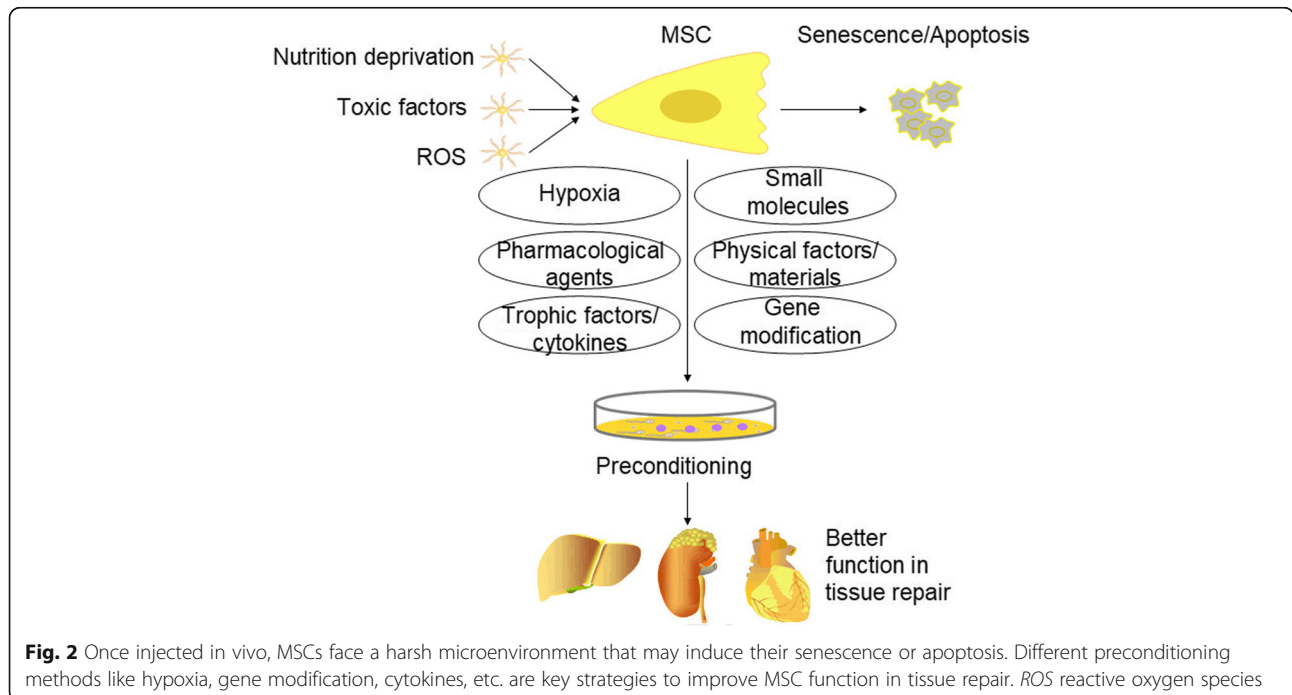 MSC
Senescence/Apoptosis
Nutrition deprivation
Toxic factors
ROS
Hypoxia
Small
molecules
Pharmacological
agents
Physical factors/
materials
Trophic factors/
cytokines
Gene
modification
Preconditioning
Better
function in
tissue repair
Fig. 2 Once injected in vivo, MSCs face a harsh microenvironment that may induce their senescence or apoptosis. Different preconditioning
methods like hypoxia, gene modification, cytokines, etc. are key strategies to improve MSC function in tissue repair. ROS reactive oxygen species